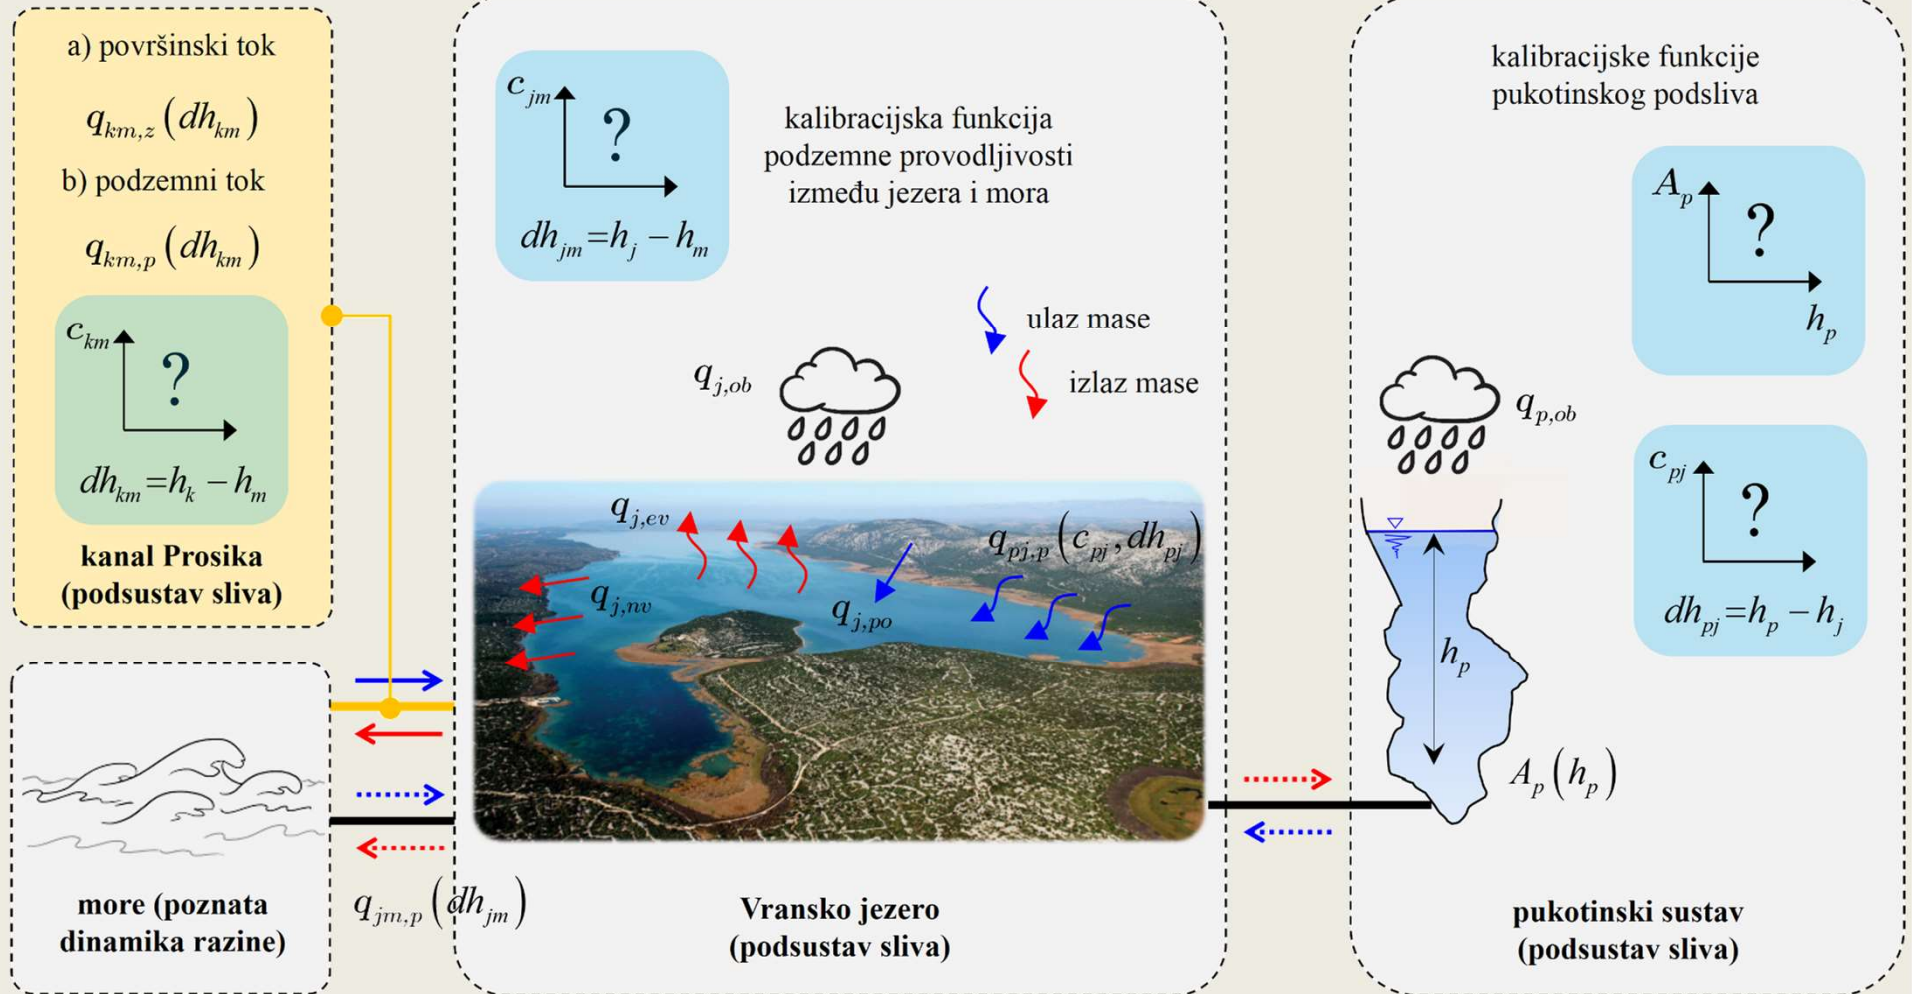 a) površinski tok
q_{km,z}(dh_{km})
b) podzemni tok
q_{km,p}(dh_{km})
c_{km}
?
dh_{km}=h_k – h_m
kanal Prosika
(podsustav sliva)
more (poznata
dinamika razine)
q_{jm,p}(dh_{jm})
c_{jm}
?
dh_{jm}=h_j – h_m
kalibracijska funkcija
podzemne provodljivosti
između jezera i mora
ulaz mase
izlaz mase
q_{j,ob}
q_{j,ev}
q_{j,nv}
q_{j,po}
q_{pj,p}(c_{pj},dh_{pj})
Vransko jezero
(podsustav sliva)
kalibracijske funkcije
pukotinskog podsliva
A_p
?
h_p
q_{p,ob}
c_{pj}
?
dh_{pj}=h_p – h_j
h_p
A_p(h_p)
pukotinski sustav
(podsustav sliva)